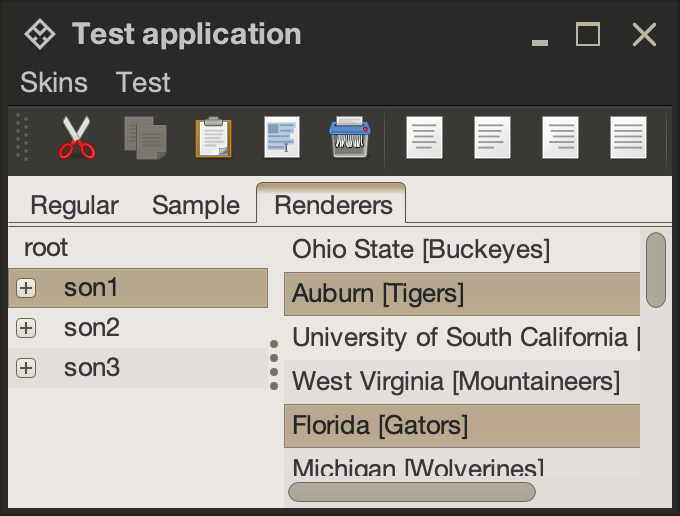 Test application
Skins Test
Regular Sample Renderers
root
son1
son2
son3
Ohio State [Buckeyes]
Auburn [Tigers]
University of South California [
West Virginia [Mountaineers]
Florida [Gators]
Michigan [Wolverines]